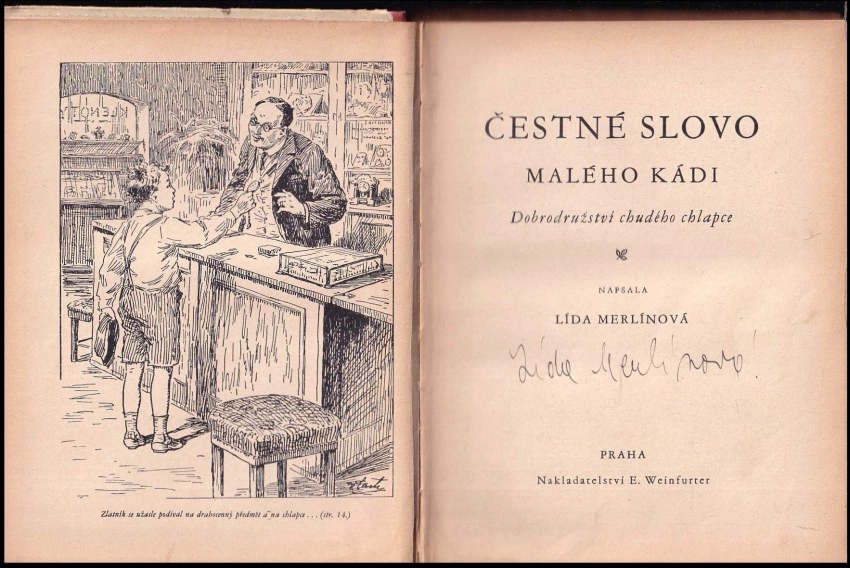 KLENOTY
Zlatník se užasle podíval na drahocenný předmět a na chlapce . . . (str. 14.)
ČESTNÉ SLOVO
MALÉHO KÁDI
Dobrodružství chudého chlapce
NAPSALA
LÍDA MERLÍNOVÁ
Lída Merlínová!
PRAHA
Nakladatelství E. Weinfurter